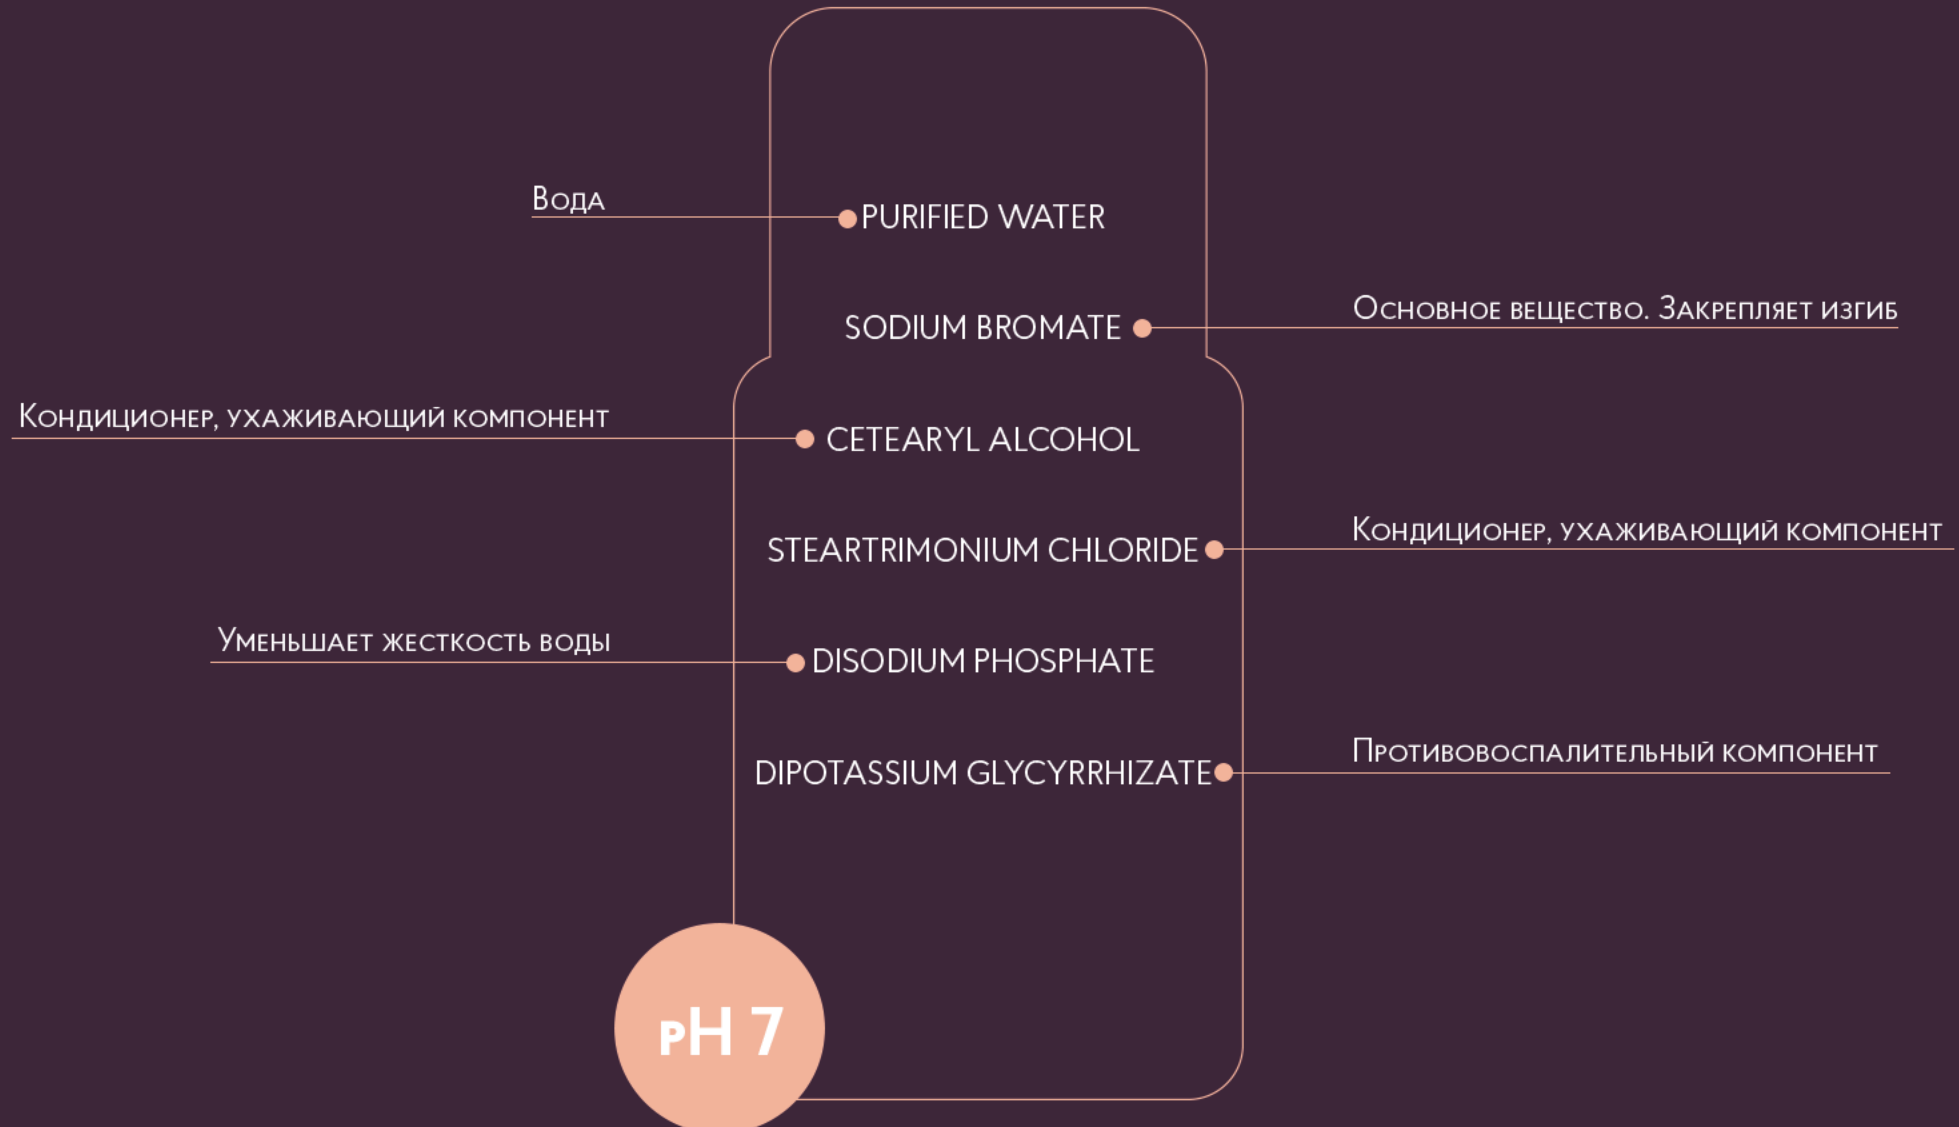 Вода
PURIFIED WATER
SODIUM BROMATE
Основное вещество. Закрепляет изгиб
Кондиционер, ухаживающий компонент
CETEARYL ALCOHOL
STEARTRIMONIUM CHLORIDE
Кондиционер, ухаживающий компонент
Уменьшает жесткость воды
DISODIUM PHOSPHATE
DIPOTASSIUM GLYCYRRHIZATE
Противовоспалительный компонент
pH 7